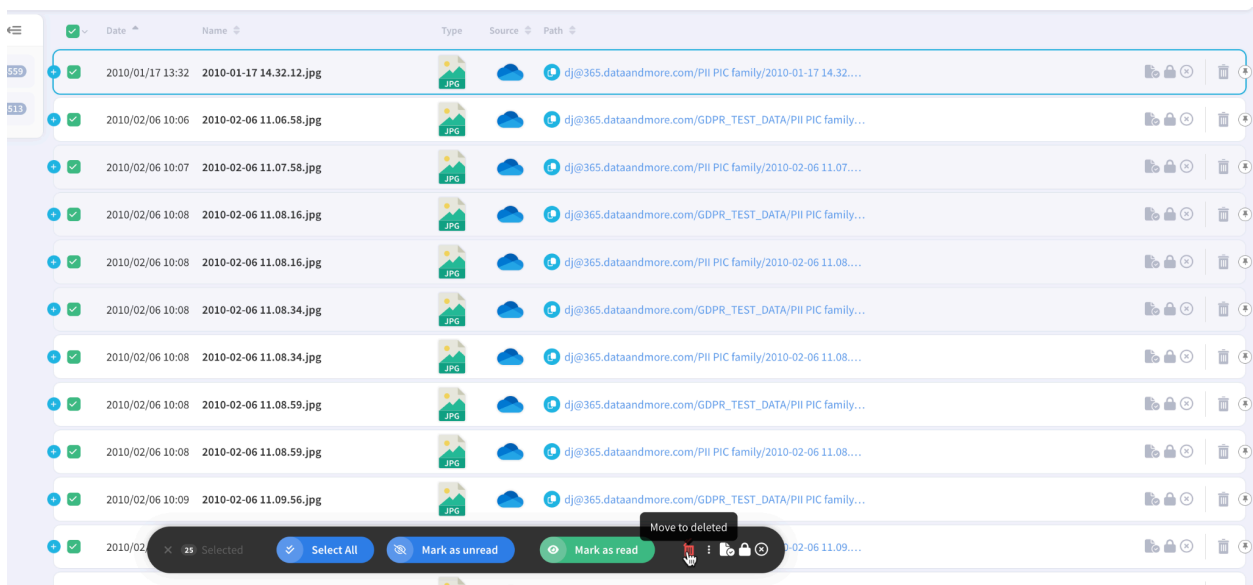 Date Name Type Source Path
559 2010/01/17 13:32 2010-01-17 14.32.12.jpg JPG dj@365.dataandmore.com/PII PIC family/2010-01-17 14.32....
513
2010/02/06 10:06 2010-02-06 11.06.58.jpg JPG dj@365.dataandmore.com/GDPR_TEST_DATA/PII PIC family...
2010/02/06 10:07 2010-02-06 11.07.58.jpg JPG dj@365.dataandmore.com/PII PIC family/2010-02-06 11.07....
2010/02/06 10:08 2010-02-06 11.08.16.jpg JPG dj@365.dataandmore.com/GDPR_TEST_DATA/PII PIC family...
2010/02/06 10:08 2010-02-06 11.08.16.jpg JPG dj@365.dataandmore.com/PII PIC family/2010-02-06 11.08....
2010/02/06 10:08 2010-02-06 11.08.34.jpg JPG dj@365.dataandmore.com/GDPR_TEST_DATA/PII PIC family...
2010/02/06 10:08 2010-02-06 11.08.34.jpg JPG dj@365.dataandmore.com/PII PIC family/2010-02-06 11.08....
2010/02/06 10:08 2010-02-06 11.08.59.jpg JPG dj@365.dataandmore.com/GDPR_TEST_DATA/PII PIC family...
2010/02/06 10:08 2010-02-06 11.08.59.jpg JPG dj@365.dataandmore.com/PII PIC family/2010-02-06 11.08....
2010/02/06 10:09 2010-02-06 11.09.56.jpg JPG dj@365.dataandmore.com/GDPR_TEST_DATA/PII PIC family...
Move to deleted
2010/02 25 Selected Select All Mark as unread Mark as read 0-02-06 11.09....